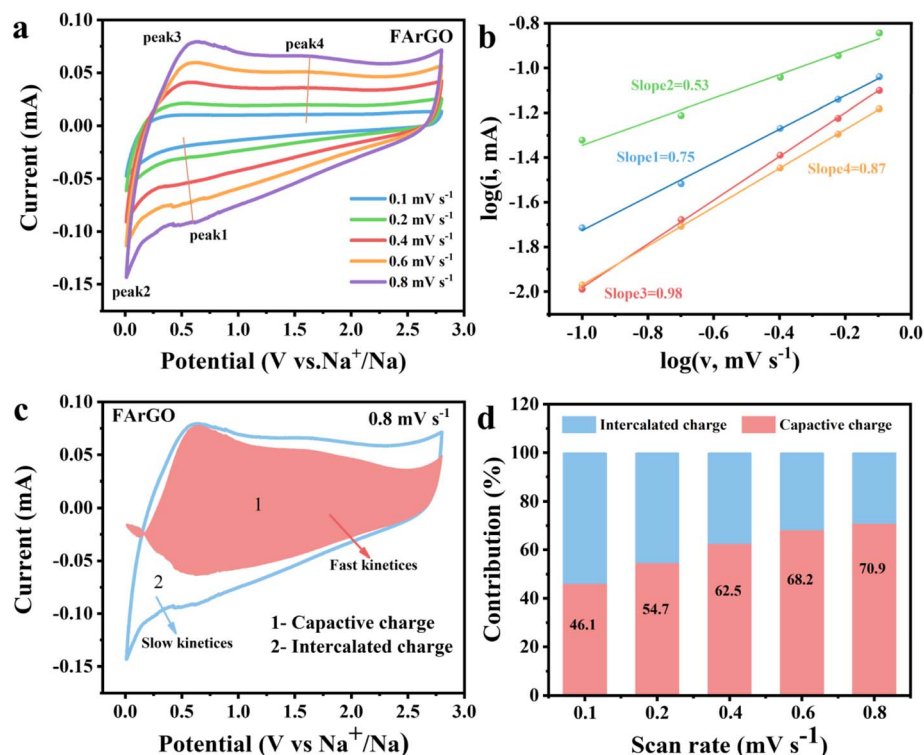 a
peak3
peak4
FArGO
0.10
0.05
0.00
-0.05
-0.10
-0.15
Current (mA)
peak1
peak2
0.1 mV s⁻¹
0.2 mV s⁻¹
0.4 mV s⁻¹
0.6 mV s⁻¹
0.8 mV s⁻¹
0.0 0.5 1.0 1.5 2.0 2.5 3.0
Potential (V vs.Na⁺/Na)
b
-1.0
-1.2
-1.4
-1.6
-1.8
-2.0
log(i, mA)
Slope2=0.53
Slope1=0.75
Slope4=0.87
Slope3=0.98
-1.0 -0.8 -0.6 -0.4 -0.2 0.0
log(v, mV s⁻¹)
c
FArGO
0.8 mV s⁻¹
0.10
0.05
0.00
-0.05
-0.10
-0.15
Current (mA)
1
Fast kinetices
2
Slow kinetices
1- Capactive charge
2- Intercalated charge
0.0 0.5 1.0 1.5 2.0 2.5 3.0
Potential (V vs Na⁺/Na)
d
Intercalated charge
Capactive charge
120
100
80
60
40
20
0
Contribution (%)
46.1
54.7
62.5
68.2
70.9
0.1 0.2 0.4 0.6 0.8
Scan rate (mV s⁻¹)